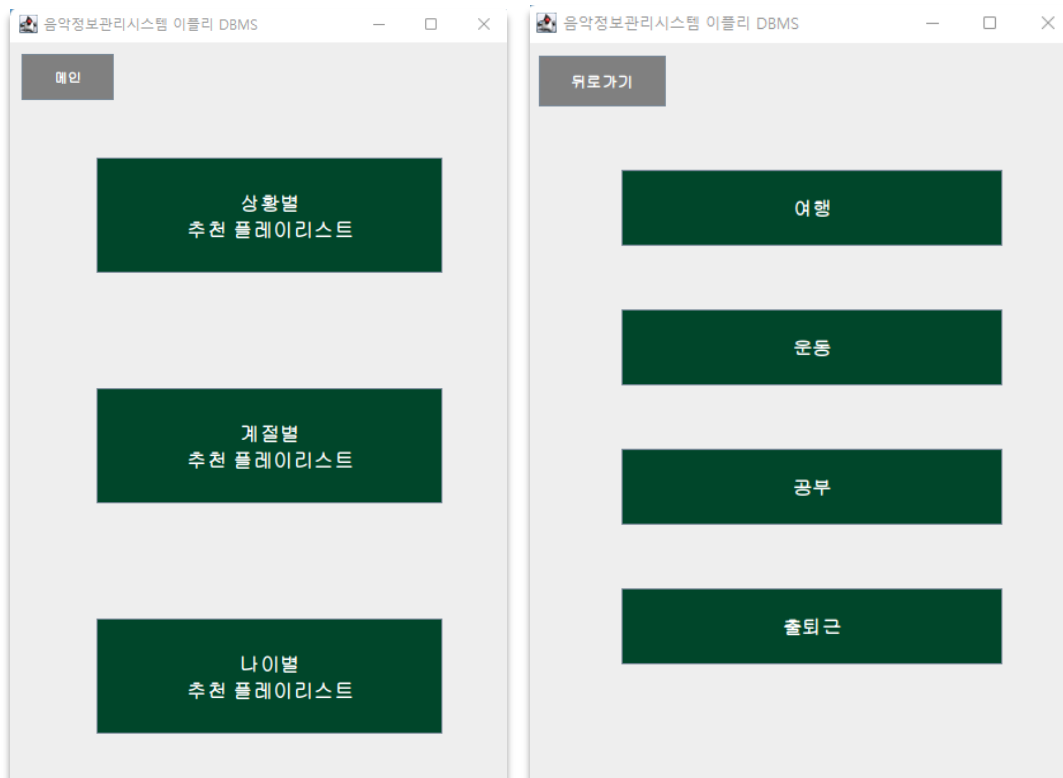 음악정보관리시스템 이플리 DBMS
메인
상황별
추천 플레이리스트
계절별
추천 플레이리스트
나이별
추천 플레이리스트
음악정보관리시스템 이플리 DBMS
뒤로가기
여행
운동
공부
출퇴근